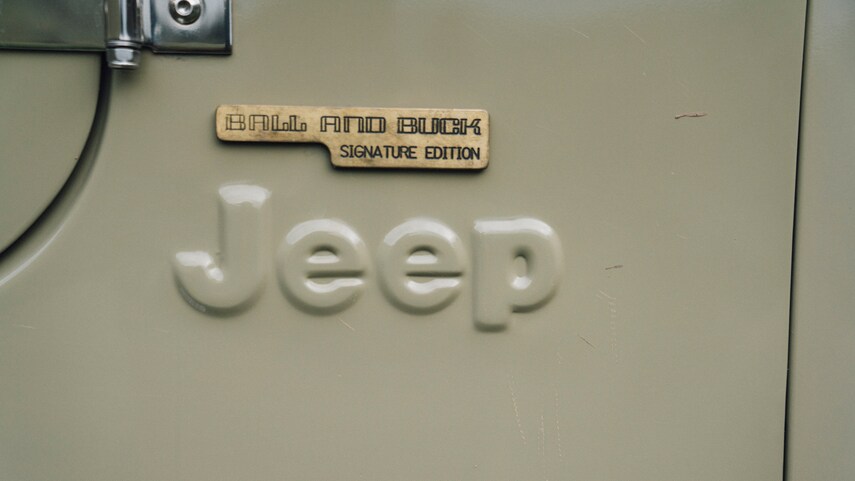 BALL AND BUCK
SIGNATURE EDITION
Jeep